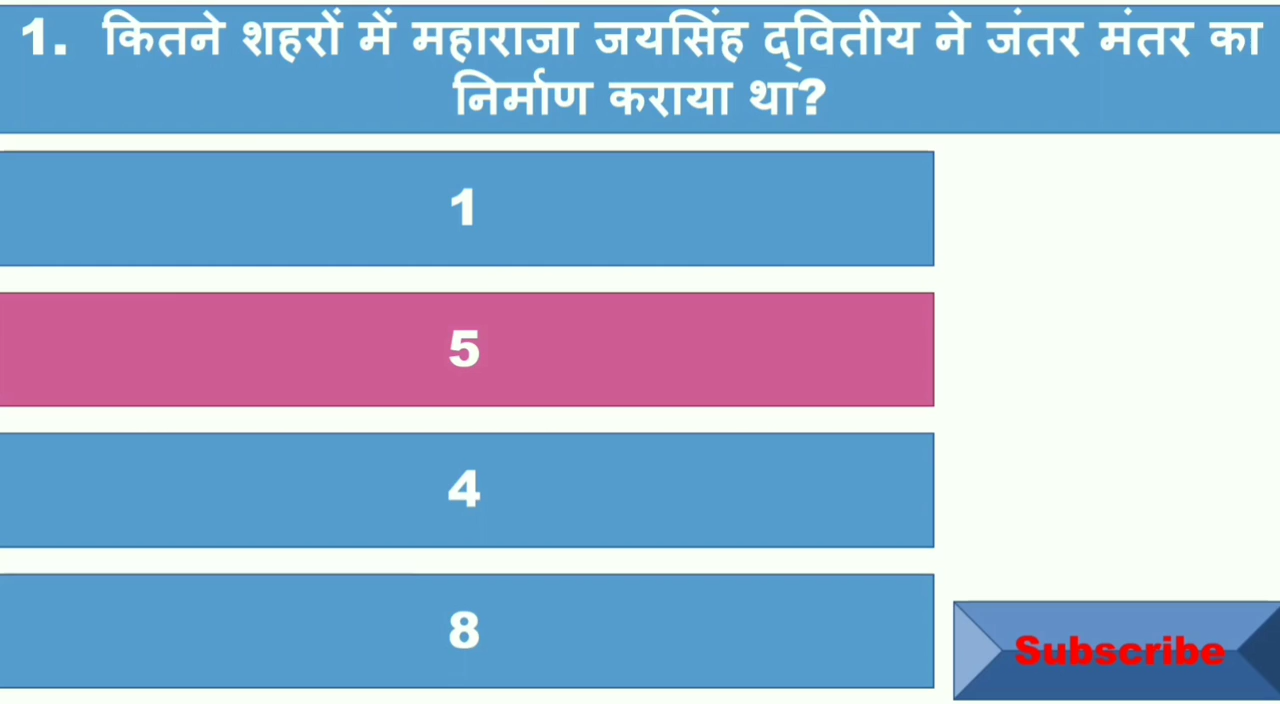 1. कितने शहरों में महाराजा जयसिंह द्वितीय ने जंतर मंतर का
निर्माण कराया था?
1
5
4
8
Subscribe